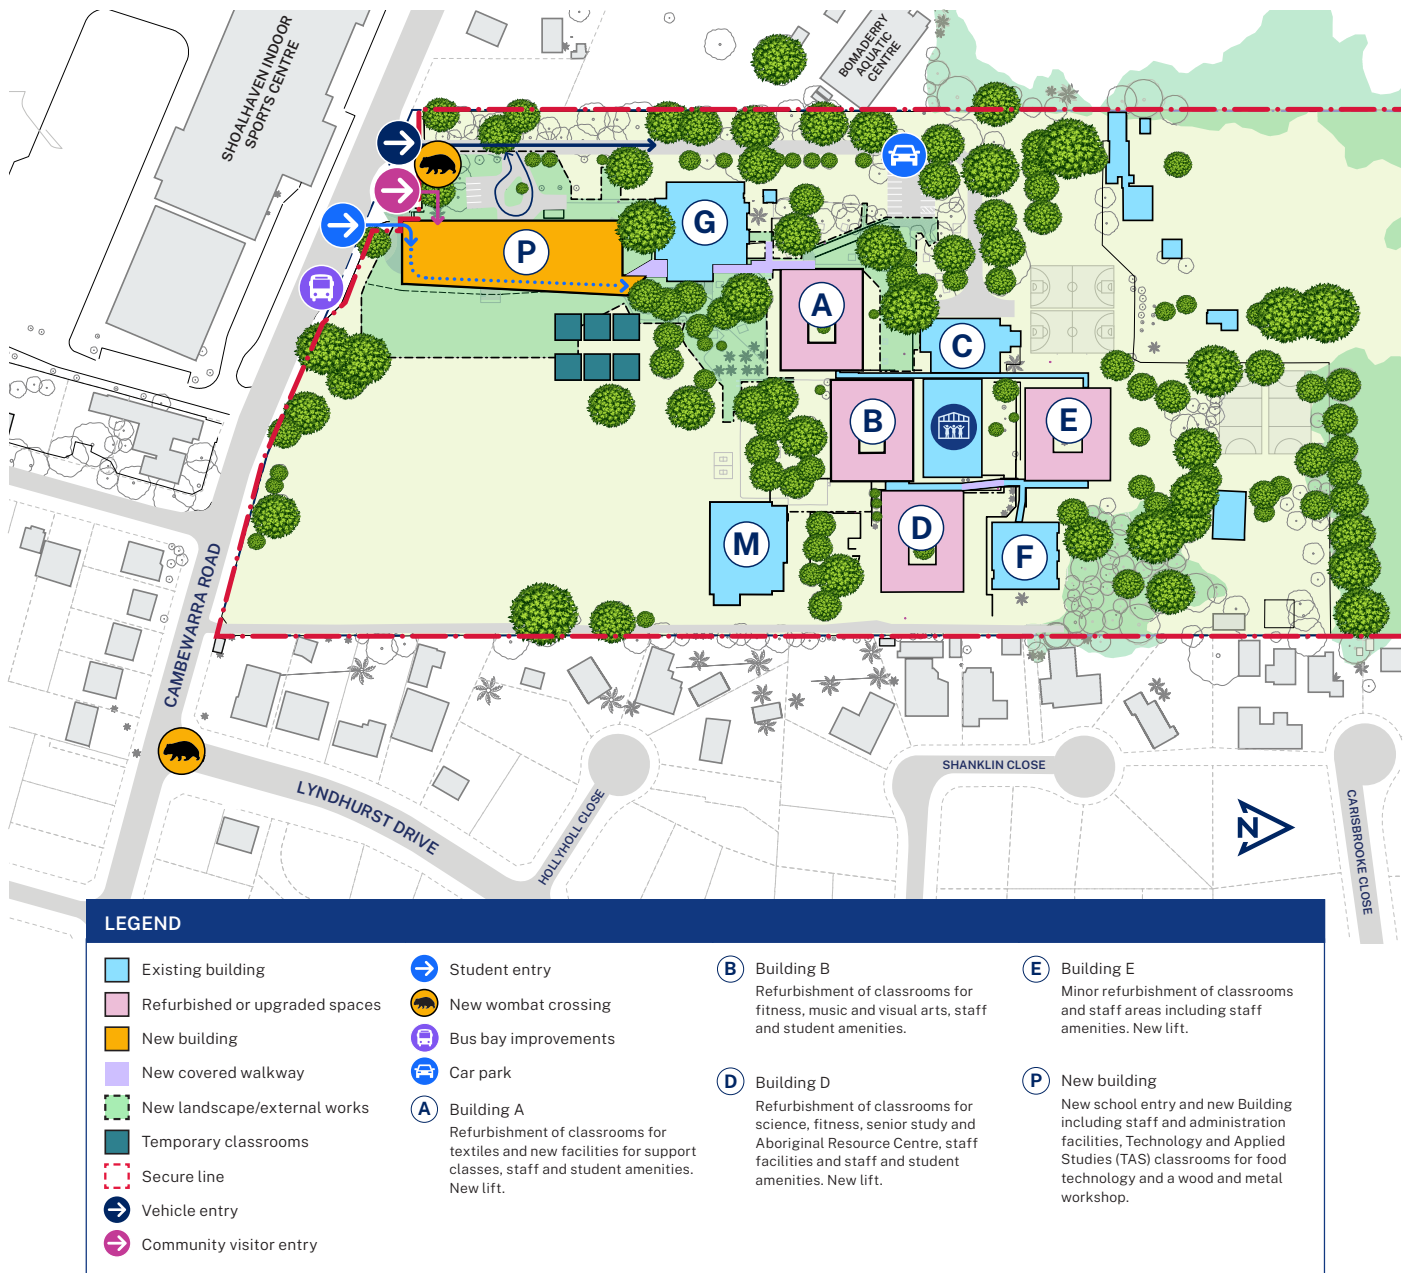 SHOALHAVEN INDOOR
SPORTS CENTRE
BOMADERRY
AQUATIC
CENTRE
P
G
A
C
B
E
D
M
F
CAMBEWARRA ROAD
LYNDHURST DRIVE
HOLLYHOLL CLOSE
SHANKLIN CLOSE
CARISBROOKE CLOSE
N
LEGEND
Existing building
Refurbished or upgraded spaces
New building
New covered walkway
New landscape/external works
Temporary classrooms
Secure line
Vehicle entry
Community visitor entry
Student entry
New wombat crossing
Bus bay improvements
Car park
A Building A
Refurbishment of classrooms for
textiles and new facilities for support
classes, staff and student amenities.
New lift.
B Building B
Refurbishment of classrooms for
fitness, music and visual arts, staff
and student amenities.
D Building D
Refurbishment of classrooms for
science, fitness, senior study and
Aboriginal Resource Centre, staff
facilities and staff and student
amenities. New lift.
E Building E
Minor refurbishment of classrooms
and staff areas including staff
amenities. New lift.
P New building
New school entry and new Building
including staff and administration
facilities, Technology and Applied
Studies (TAS) classrooms for food
technology and a wood and metal
workshop.